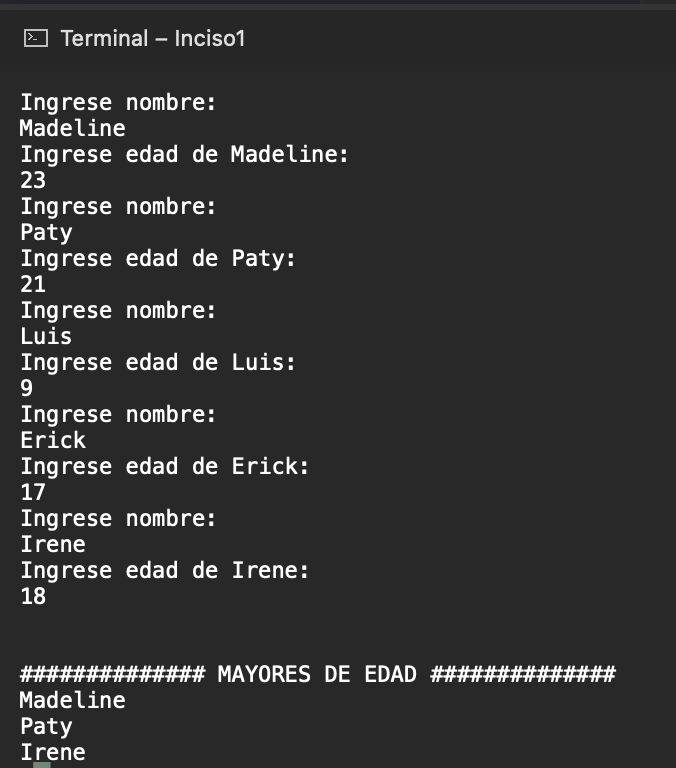 Terminal – Inciso1
Ingrese nombre:
Madeline
Ingrese edad de Madeline:
23
Ingrese nombre:
Paty
Ingrese edad de Paty:
21
Ingrese nombre:
Luis
Ingrese edad de Luis:
9
Ingrese nombre:
Erick
Ingrese edad de Erick:
17
Ingrese nombre:
Irene
Ingrese edad de Irene:
18
############## MAYORES DE EDAD ##############
Madeline
Paty
Irene